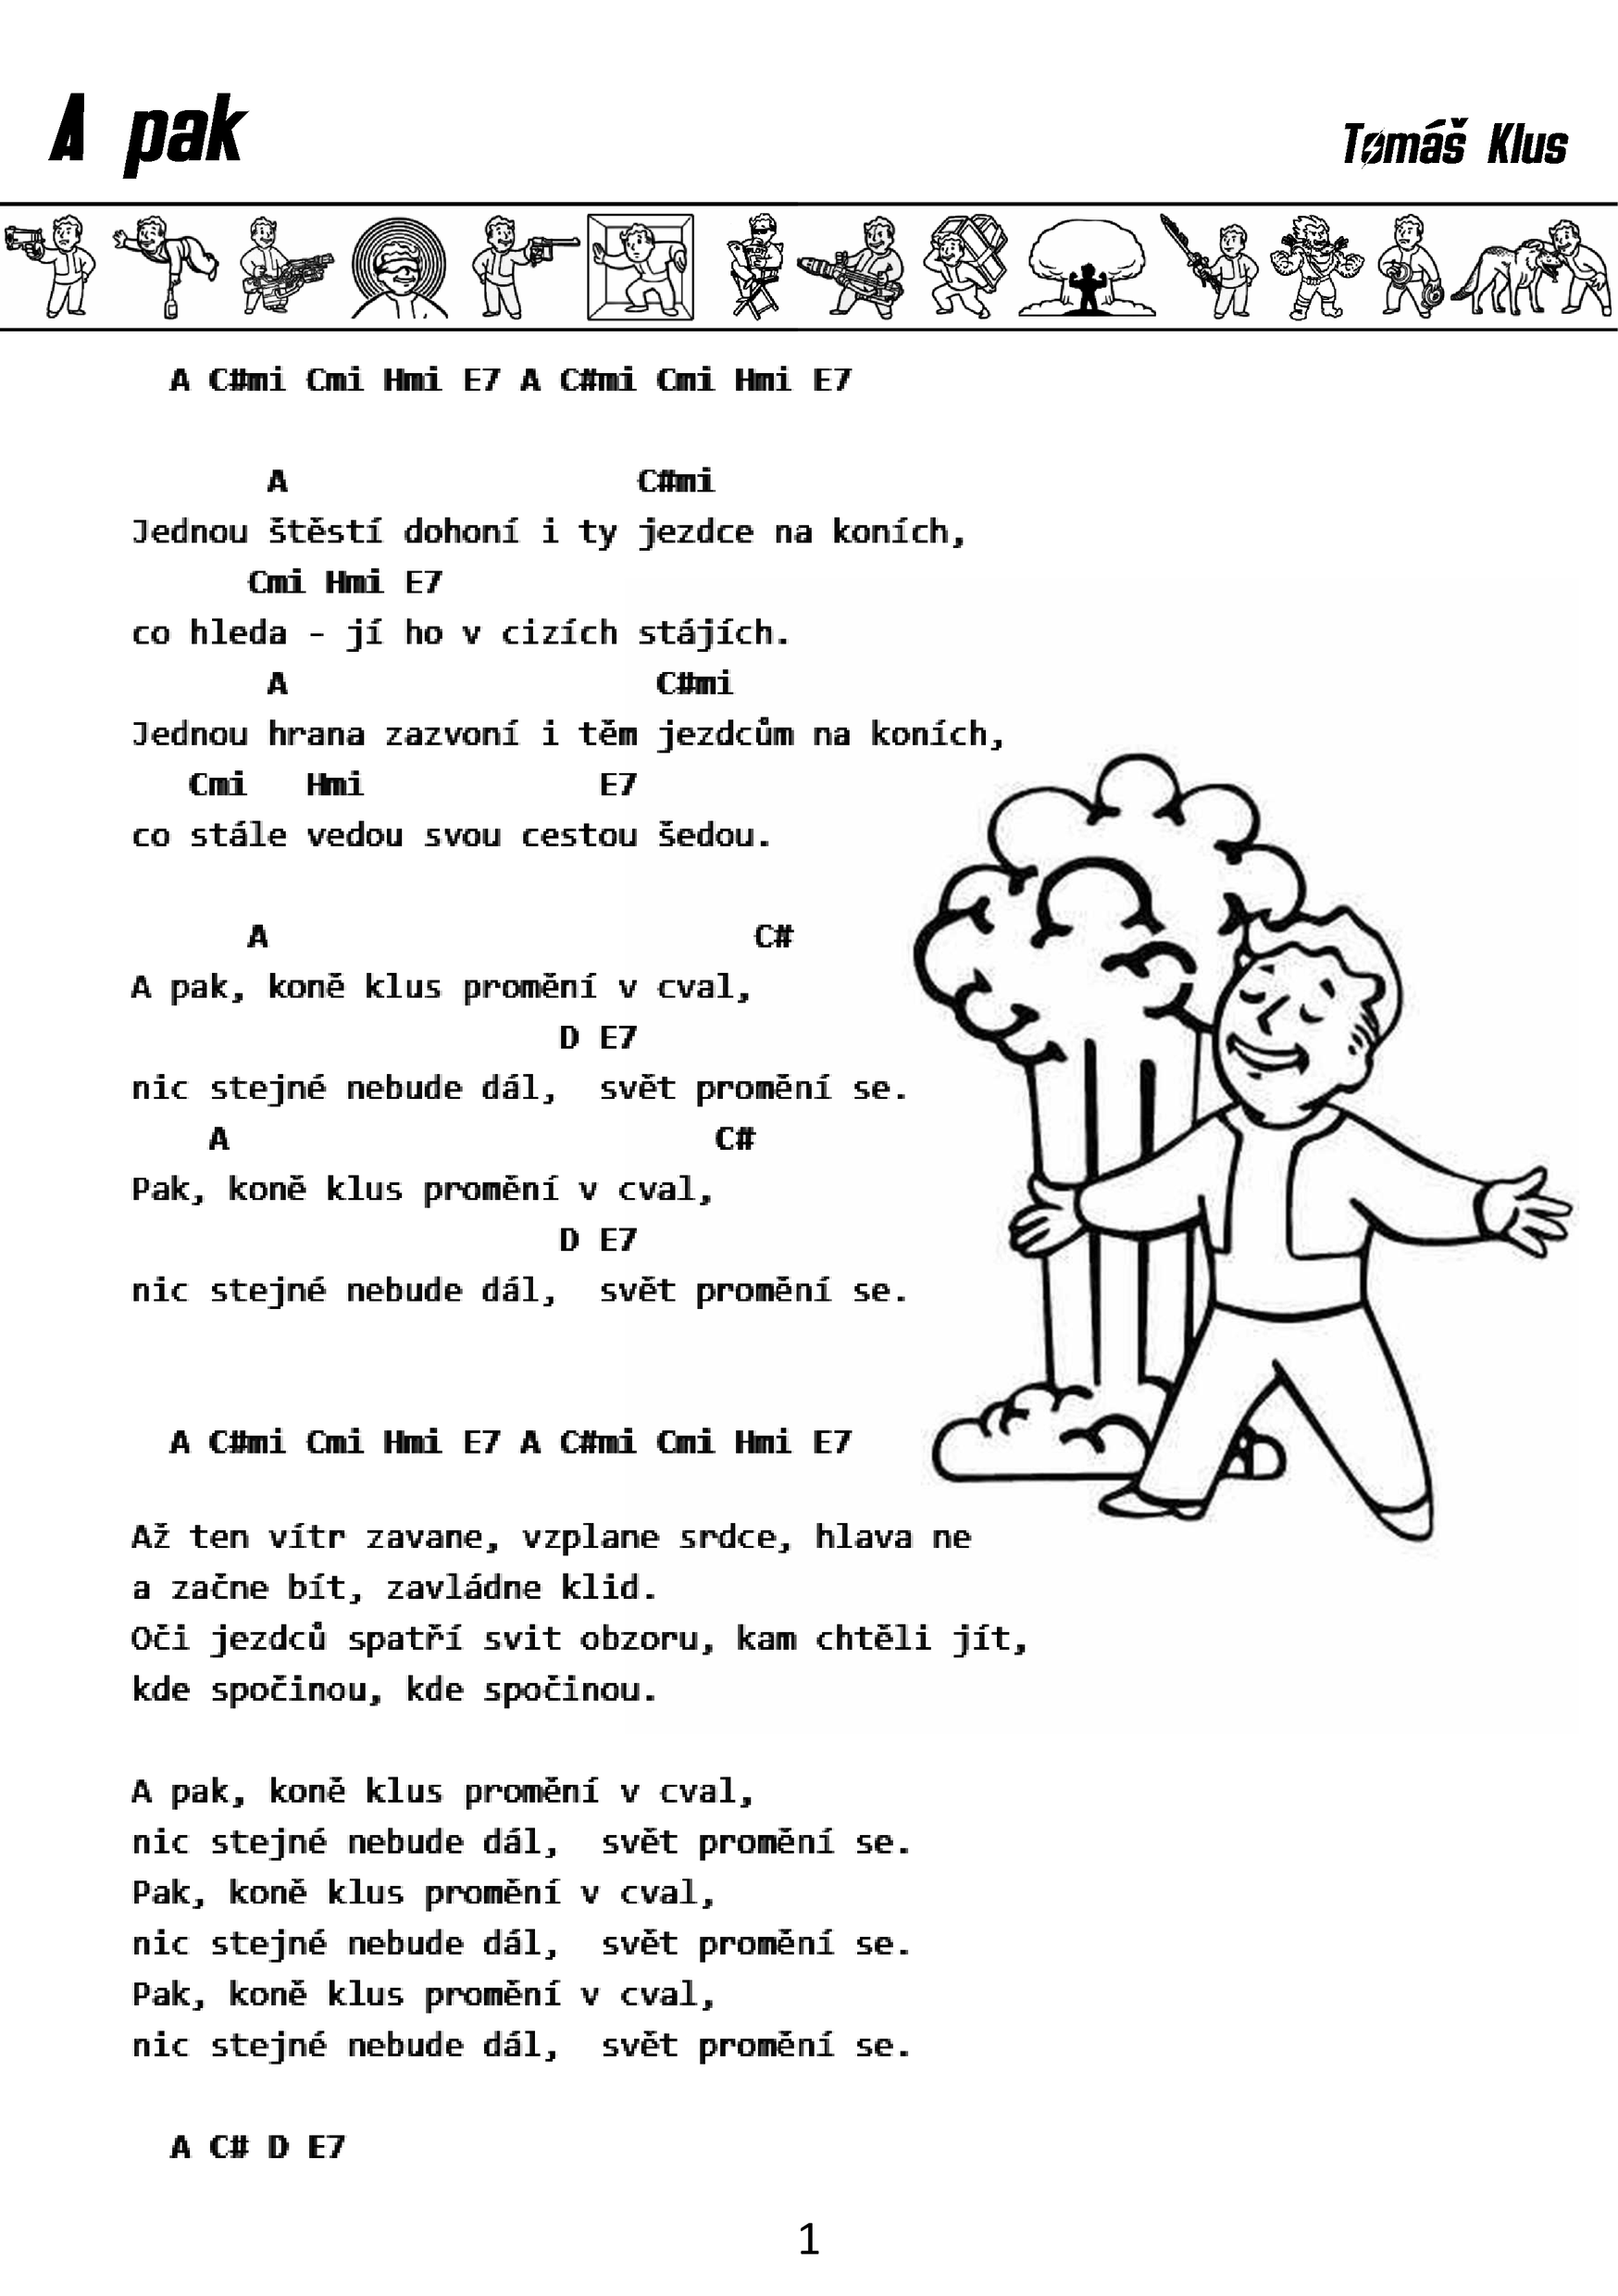 A pak
Tomáš Klus
A C#mi Cmi Hmi E7 A C#mi Cmi Hmi E7
A C#mi
Jednou štěstí dohoní i ty jezdce na koních,
Cmi Hmi E7
co hleda - jí ho v cizích stájích.
A C#mi
Jednou hrana zazvoní i těm jezdcům na koních,
Cmi Hmi E7
co stále vedou svou cestou šedou.
A C#
A pak, koně klus promění v cval,
D E7
nic stejné nebude dál, svět promění se.
A C#
Pak, koně klus promění v cval,
D E7
nic stejné nebude dál, svět promění se.
A C#mi Cmi Hmi E7 A C#mi Cmi Hmi E7
Až ten vítr zavane, vzplane srdce, hlava ne
a začne bít, zavládne klid.
Oči jezdců spatří svit obzoru, kam chtěli jít,
kde spočinou, kde spočinou.
A pak, koně klus promění v cval,
nic stejné nebude dál, svět promění se.
Pak, koně klus promění v cval,
nic stejné nebude dál, svět promění se.
Pak, koně klus promění v cval,
nic stejné nebude dál, svět promění se.
A C# D E7
1